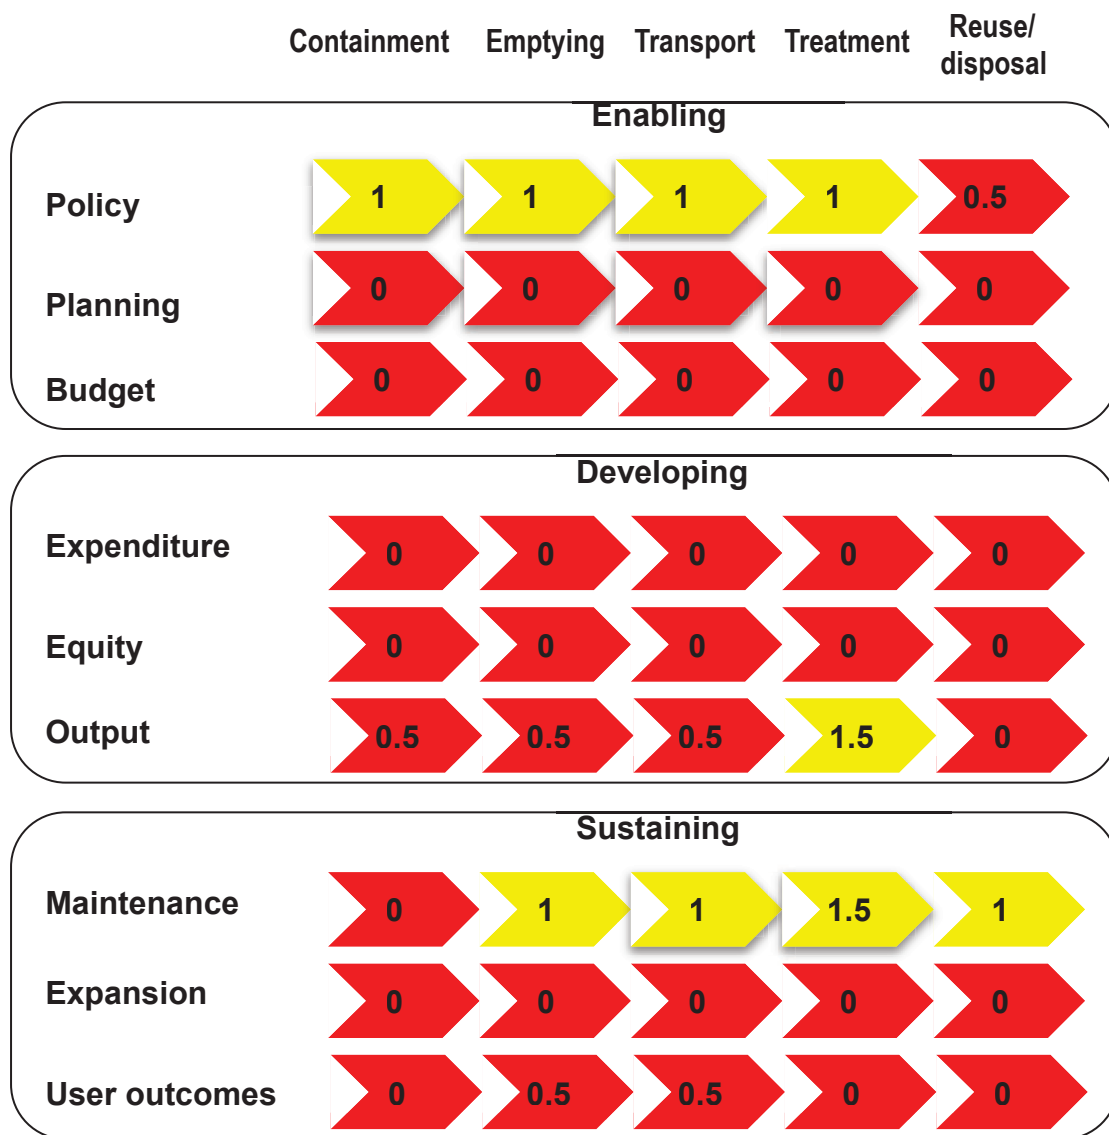 Containment Emptying Transport Treatment Reuse/
disposal
Enabling
Policy 1 1 1 1 0.5
Planning 0 0 0 0 0
Budget 0 0 0 0 0
Developing
Expenditure 0 0 0 0 0
Equity 0 0 0 0 0
Output 0.5 0.5 0.5 1.5 0
Sustaining
Maintenance 0 1 1 1.5 1
Expansion 0 0 0 0 0
User outcomes 0 0.5 0.5 0 0